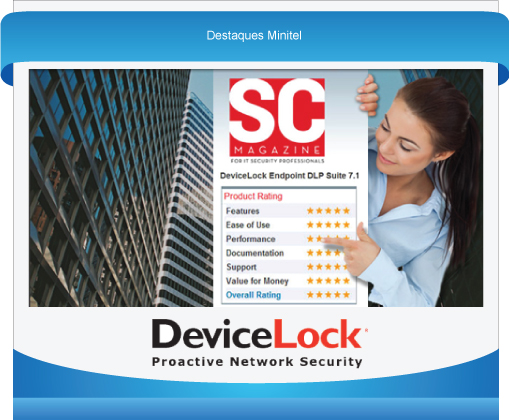 Destaques Minitel
SC
MAGAZINE
FOR IT SECURITY PROFESSIONALS
DeviceLock Endpoint DLP Suite 7.1
Product Rating
Features ★★★★★
Ease of Use ★★★★★
Performance
Documentation
Support
Value for Money ★★★★★
Overall Rating ★★★★★
DeviceLock®
Proactive Network Security